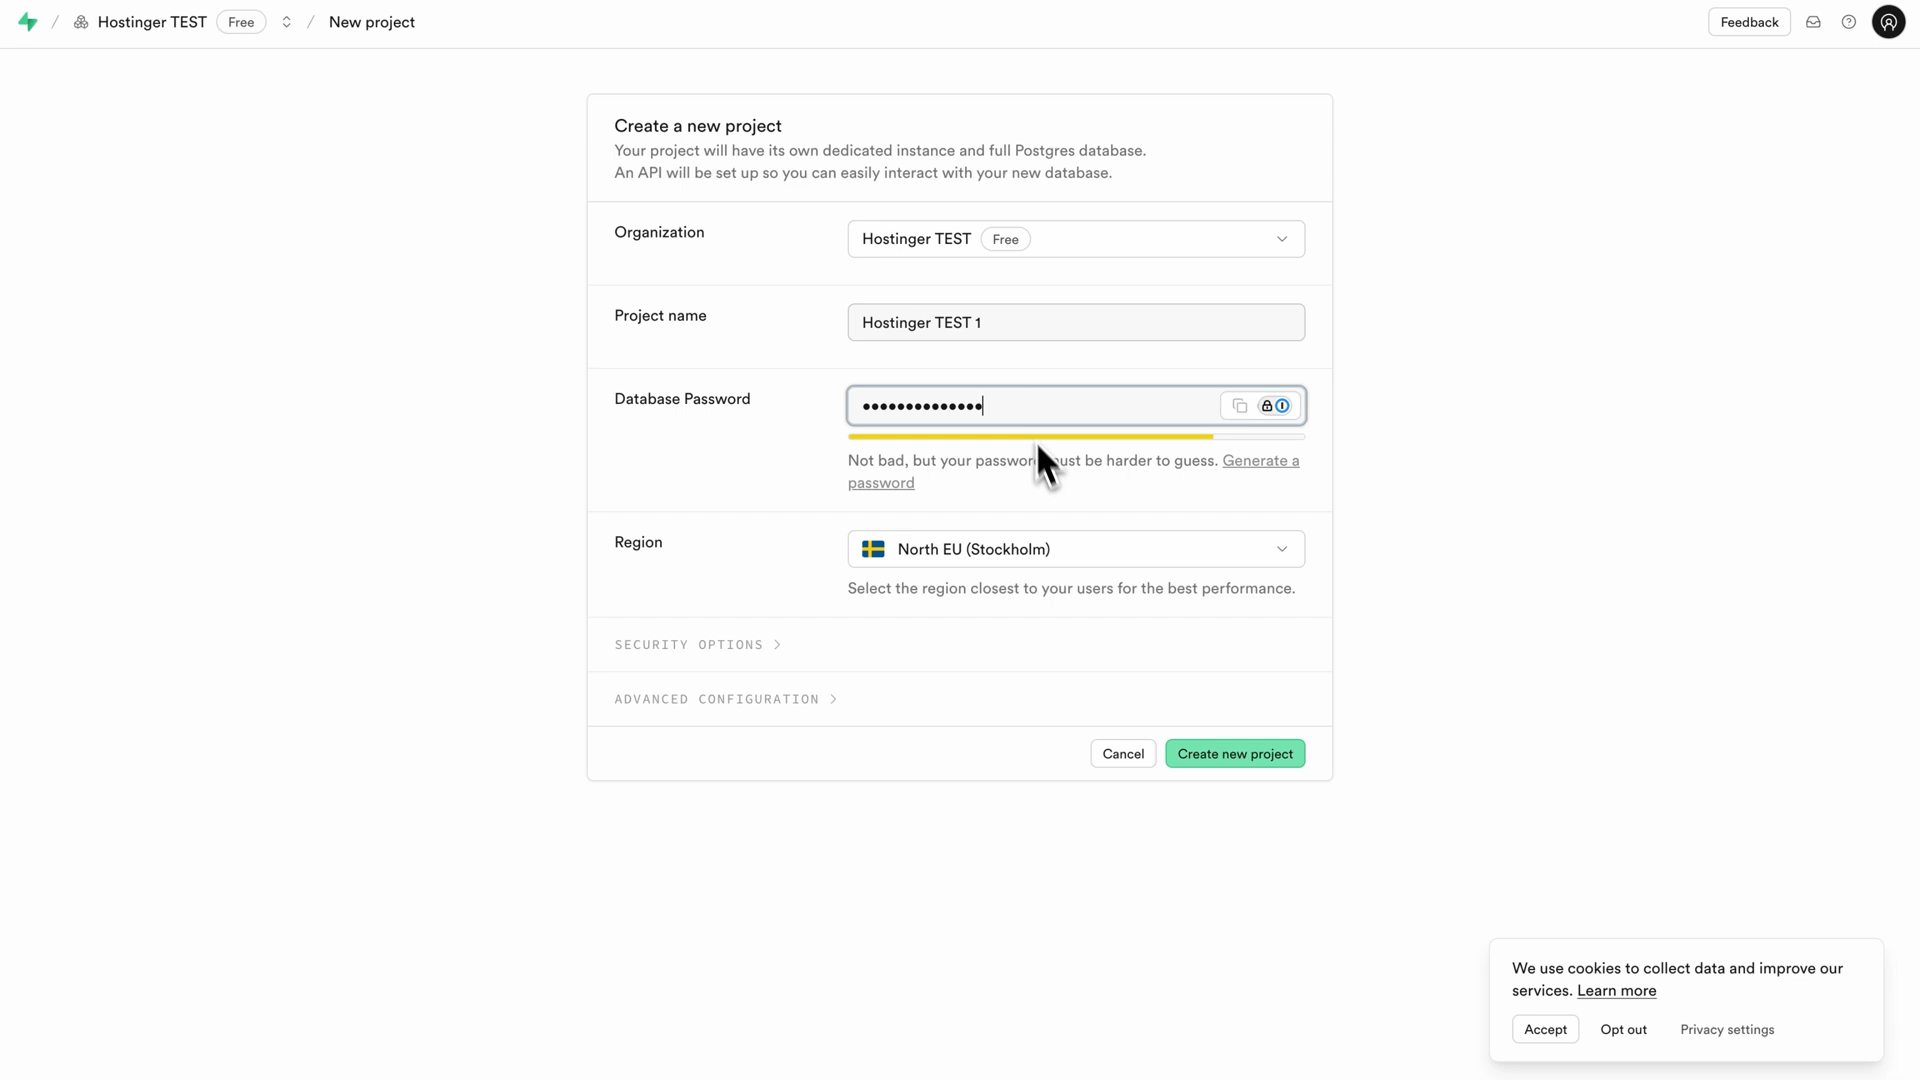 Hostinger TEST Free / New project
Feedback
Create a new project
Your project will have its own dedicated instance and full Postgres database.
An API will be set up so you can easily interact with your new database.
Organization
Hostinger TEST Free
Project name
Hostinger TEST 1
Database Password
••••••••••••••
Not bad, but your password must be harder to guess. Generate a
password
Region
North EU (Stockholm)
Select the region closest to your users for the best performance.
SECURITY OPTIONS >
ADVANCED CONFIGURATION >
Cancel
Create new project
We use cookies to collect data and improve our
services. Learn more
Accept
Opt out
Privacy settings